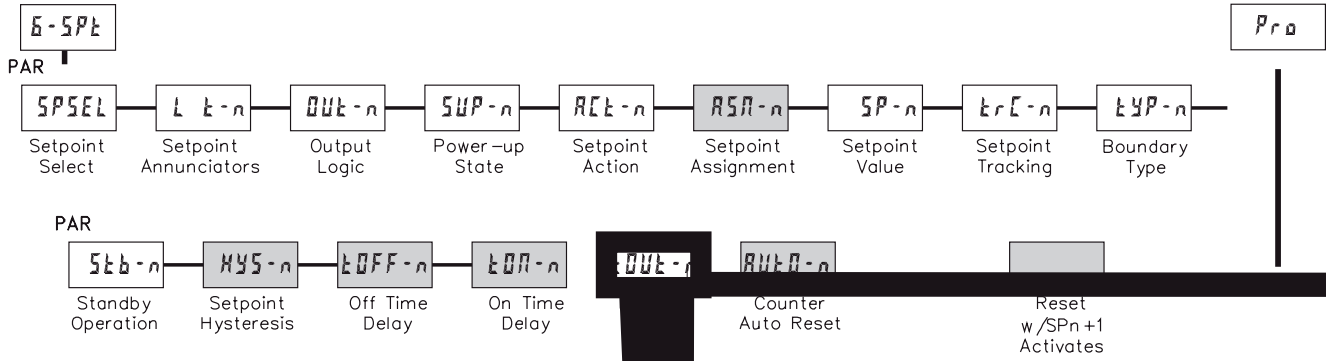 6-SPt
Pro
PAR
SPSEL
L t-n
OUt-n
SUP-n
ACt-n
ASN-n
SP-n
trC-n
tYP-n
Setpoint Select
Setpoint Annunciators
Output Logic
Power-up State
Setpoint Action
Setpoint Assignment
Setpoint Value
Setpoint Tracking
Boundary Type
PAR
Stb-n
HYS-n
tOFF-n
tON-n
tOUt-n
AUtO-n
Standby Operation
Setpoint Hysteresis
Off Time Delay
On Time Delay
Counter Auto Reset
Reset w/SPn+1 Activates